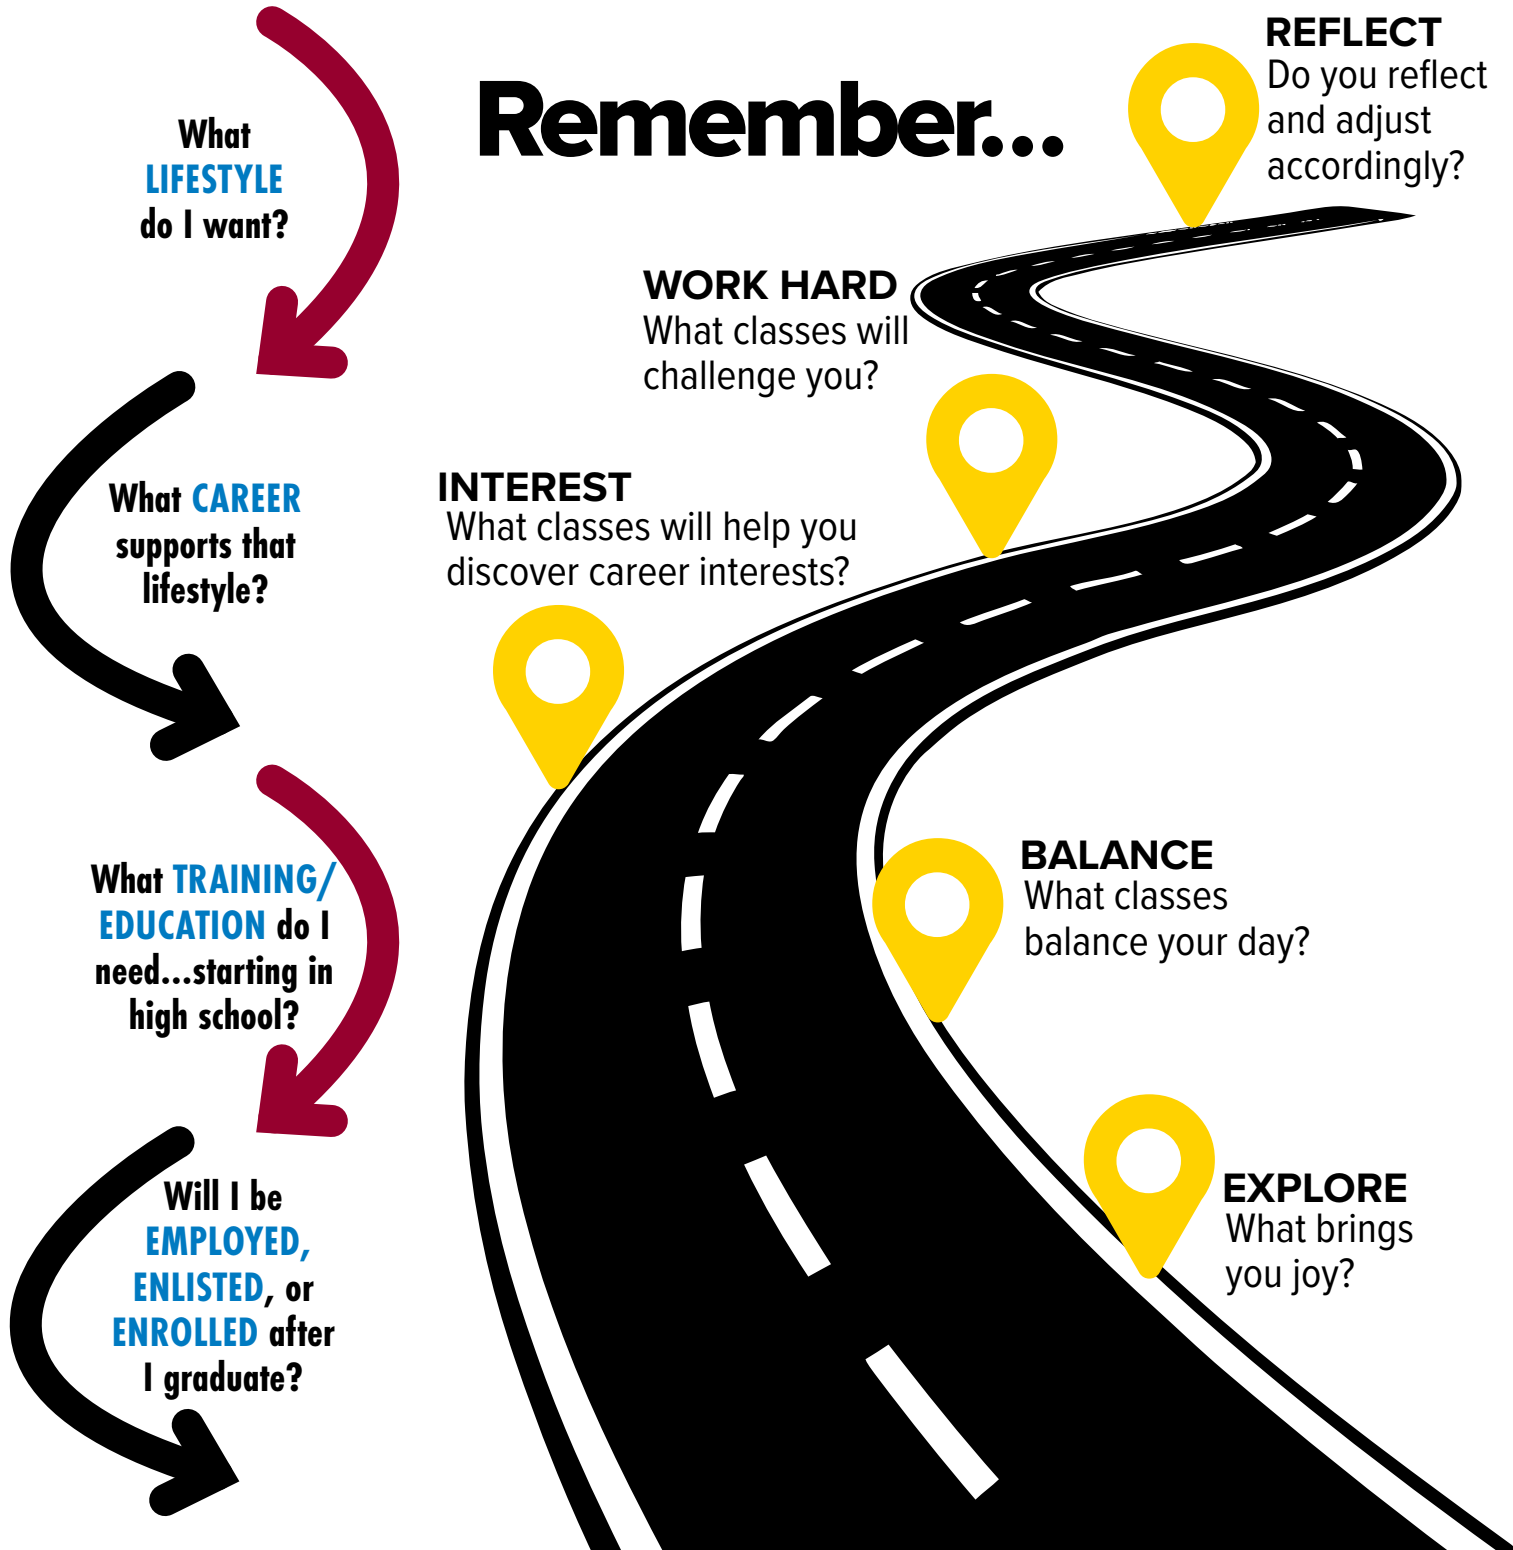 What
LIFESTYLE
do I want?
What CAREER
supports that
lifestyle?
What TRAINING/
EDUCATION do I
need...starting in
high school?
Will I be
EMPLOYED,
ENLISTED, or
ENROLLED after
I graduate?
Remember...
REFLECT
Do you reflect
and adjust
accordingly?
WORK HARD
What classes will
challenge you?
INTEREST
What classes will help you
discover career interests?
BALANCE
What classes
balance your day?
EXPLORE
What brings
you joy?